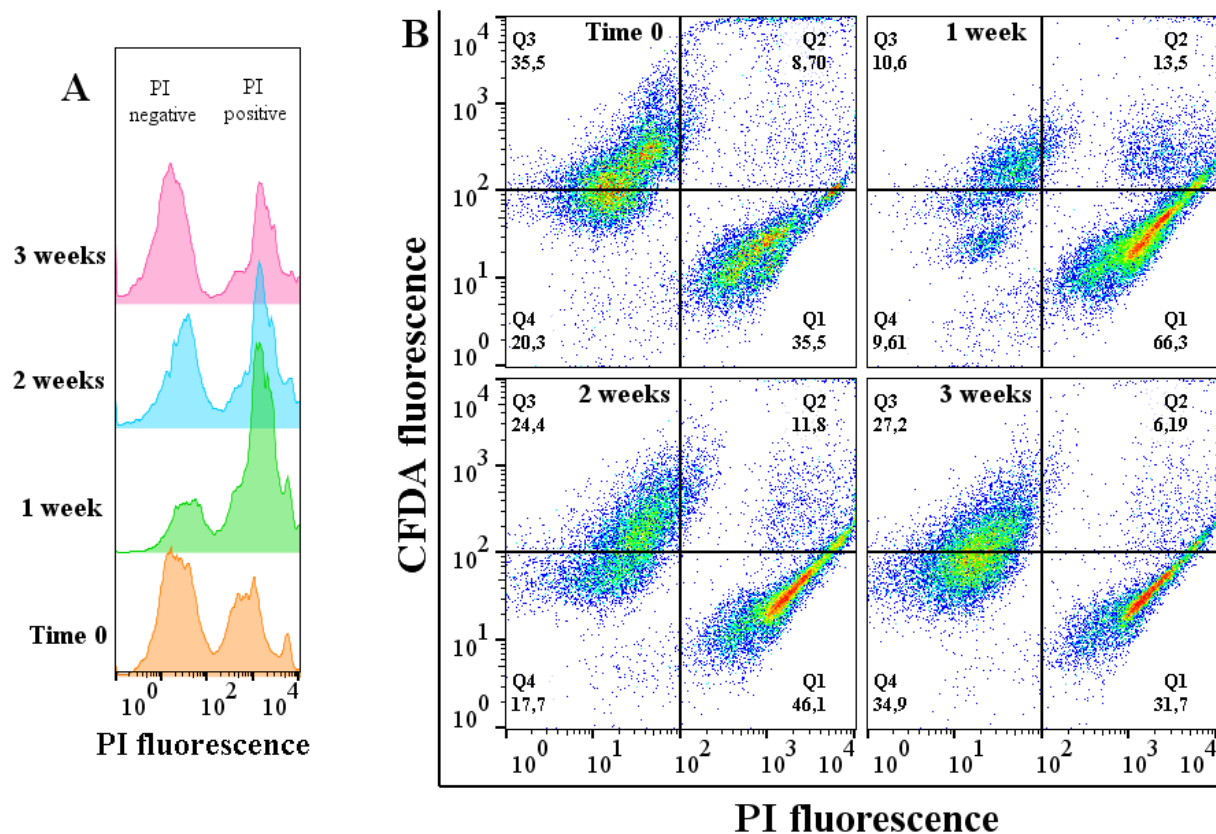 A
PI
negative
PI
positive
3 weeks
2 weeks
1 week
Time 0
10^0 10^2 10^4
PI fluorescence
B
CFDA fluorescence
10^4
10^3
10^2
10^1
10^0
Time 0
Q3
35,5
Q2
8,70
Q4
20,3
Q1
35,5
1 week
Q3
10,6
Q2
13,5
Q4
9,61
Q1
66,3
10^4
10^3
10^2
10^1
10^0
2 weeks
Q3
24,4
Q2
11,8
Q4
17,7
Q1
46,1
3 weeks
Q3
27,2
Q2
6,19
Q4
34,9
Q1
31,7
10^0 10^1 10^2 10^3 10^4 10^0 10^1 10^2 10^3 10^4
PI fluorescence